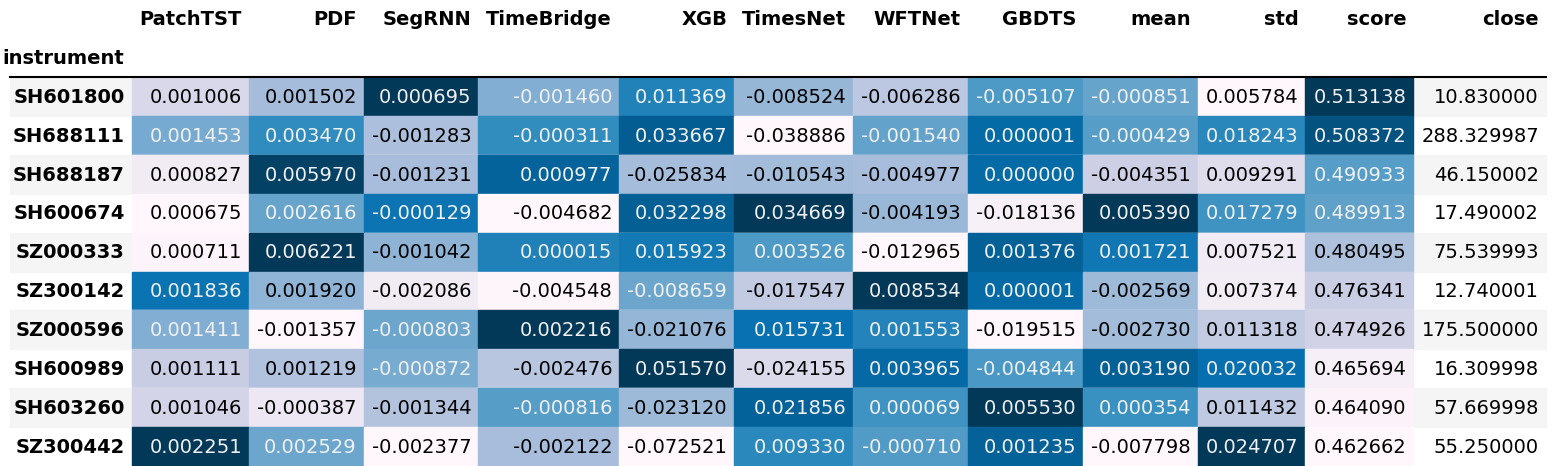 PatchTST PDF SegRNN TimeBridge XGB TimesNet WFTNet GBDTS mean std score close
instrument
SH601800 0.001006 0.001502 0.000695 -0.001460 0.011369 -0.008524 -0.006286 -0.005107 -0.000851 0.005784 0.513138 10.830000
SH688111 0.001453 0.003470 -0.001283 -0.000311 0.033667 -0.038886 -0.001540 0.000001 -0.000429 0.018243 0.508372 288.329987
SH688187 0.000827 0.005970 -0.001231 0.000977 -0.025834 -0.010543 -0.004977 0.000000 -0.004351 0.009291 0.490933 46.150002
SH600674 0.000675 0.002616 -0.000129 -0.004682 0.032298 0.034669 -0.004193 -0.018136 0.005390 0.017279 0.489913 17.490002
SZ000333 0.000711 0.006221 -0.001042 0.000015 0.015923 0.003526 -0.012965 0.001376 0.001721 0.007521 0.480495 75.539993
SZ300142 0.001836 0.001920 -0.002086 -0.004548 -0.008659 -0.017547 0.008534 0.000001 -0.002569 0.007374 0.476341 12.740001
SZ000596 0.001411 -0.001357 -0.000803 0.002216 -0.021076 0.015731 0.001553 -0.019515 -0.002730 0.011318 0.474926 175.500000
SH600989 0.001111 0.001219 -0.000872 -0.002476 0.051570 -0.024155 0.003965 -0.004844 0.003190 0.020032 0.465694 16.309998
SH603260 0.001046 -0.000387 -0.001344 -0.000816 -0.023120 0.021856 0.000069 0.005530 0.000354 0.011432 0.464090 57.669998
SZ300442 0.002251 0.002529 -0.002377 -0.002122 -0.072521 0.009330 -0.000710 0.001235 -0.007798 0.024707 0.462662 55.250000